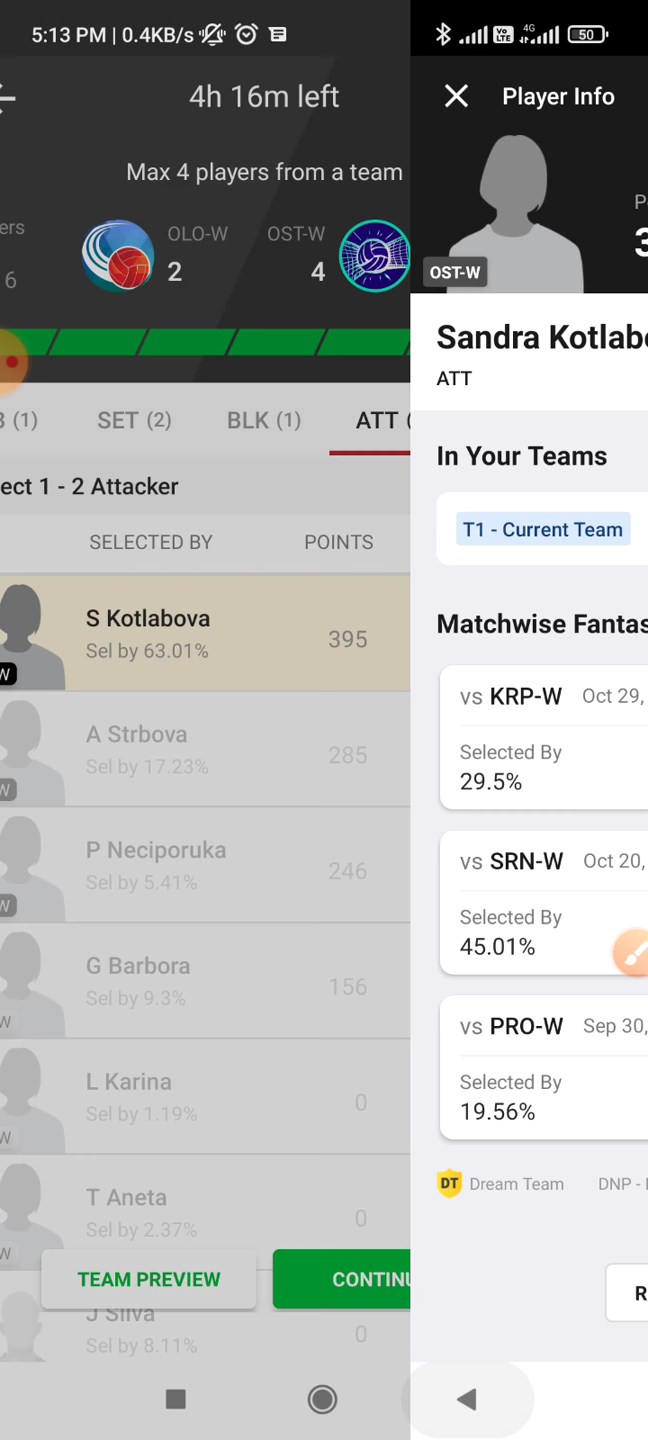 5:13 PM | 0.4KB/s
4h 16m left
Max 4 players from a team
OLO-W
2
OST-W
4
6
(1)
SET (2)
BLK (1)
ATT
1 - 2 Attacker
SELECTED BY
POINTS
S Kotlabova
Sel by 63.01%
395
W
A Strbova
Sel by 17.23%
285
W
P Neciporuka
Sel by 5.41%
246
W
G Barbora
Sel by 9.3%
156
W
L Karina
Sel by 1.19%
0
W
T Aneta
Sel by 2.37%
0
W
TEAM PREVIEW
CONTINU
J Silva
Sel by 8.11%
0
Vo LTE
4G
50
Player Info
3
OST-W
Sandra Kotlabo
ATT
In Your Teams
T1 - Current Team
Matchwise Fantas
vs KRP-W Oct 29,
Selected By
29.5%
vs SRN-W Oct 20,
Selected By
45.01%
vs PRO-W Sep 30,
Selected By
19.56%
DT Dream Team
DNP -
R